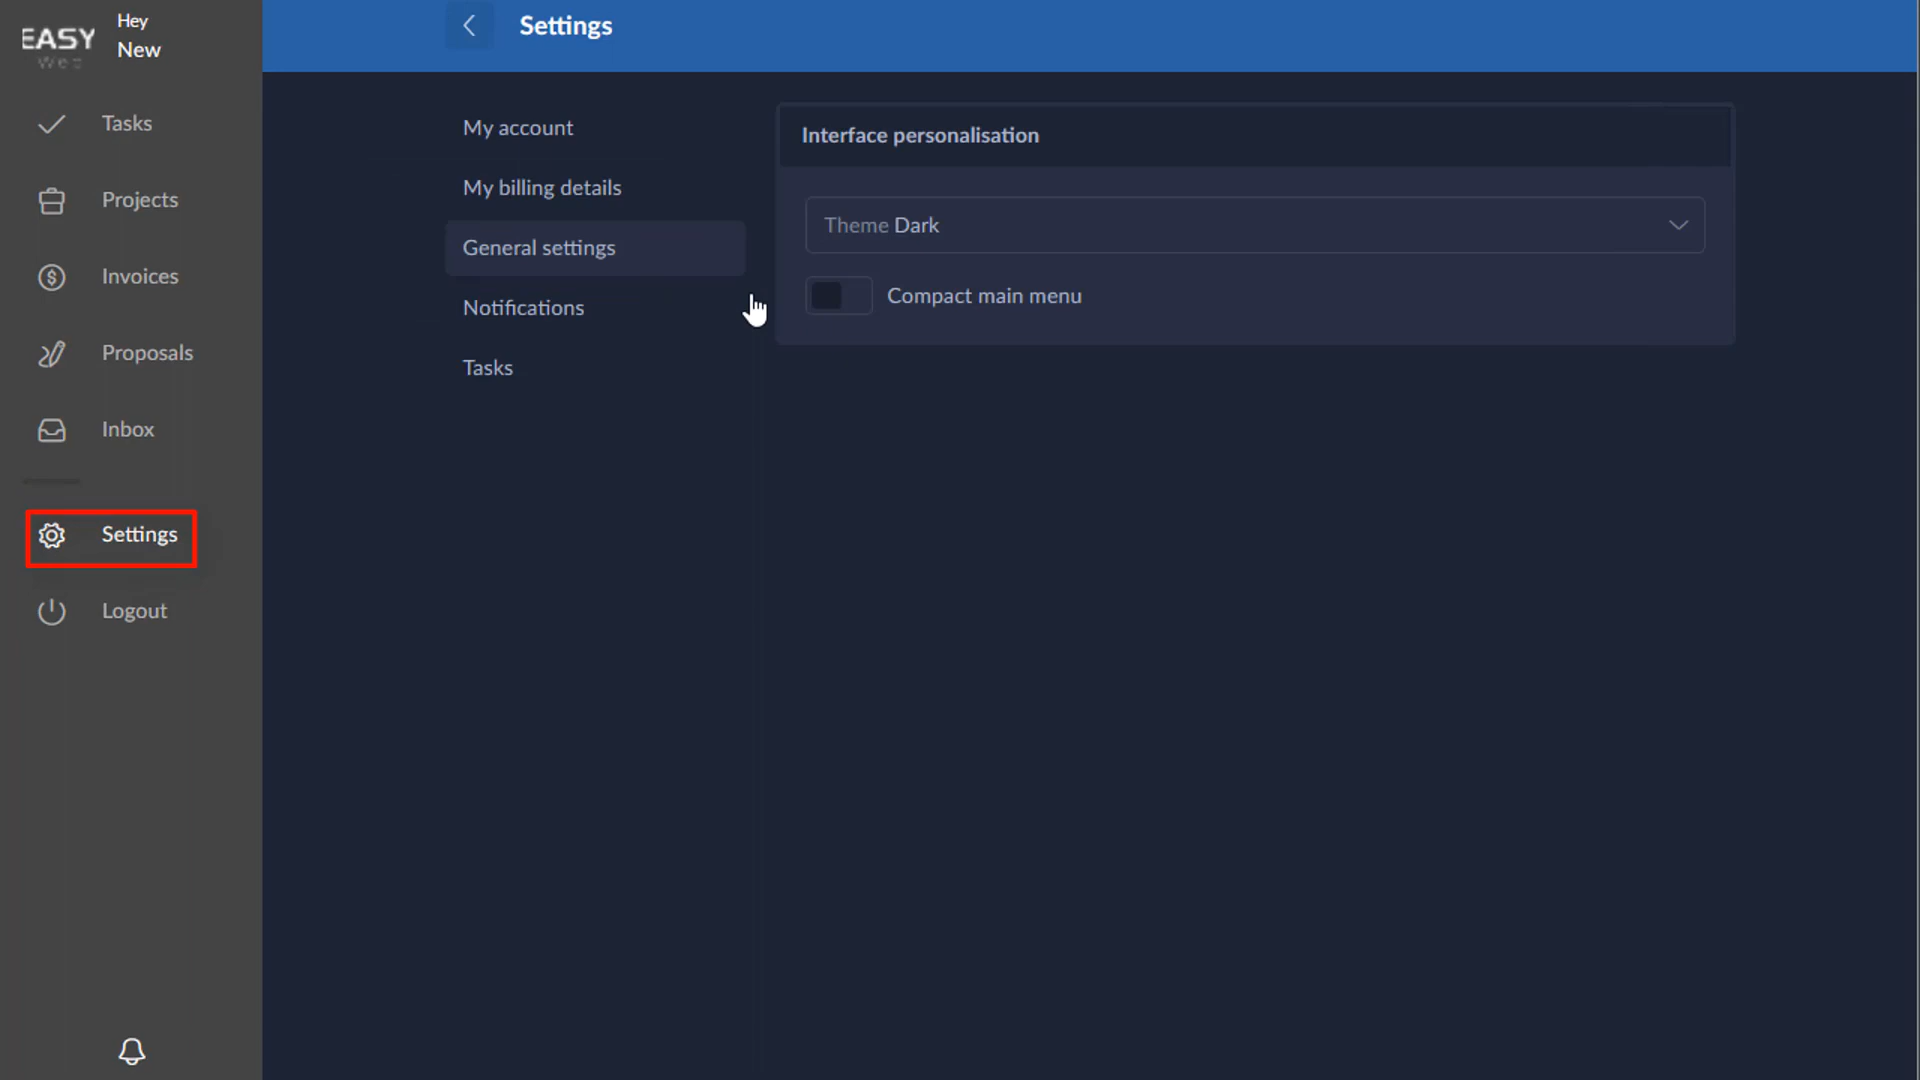 EASY
Web
Hey
New
Tasks
Projects
Invoices
Proposals
Inbox
Settings
Logout
Settings
My account
My billing details
General settings
Notifications
Tasks
Interface personalisation
Theme Dark
Compact main menu